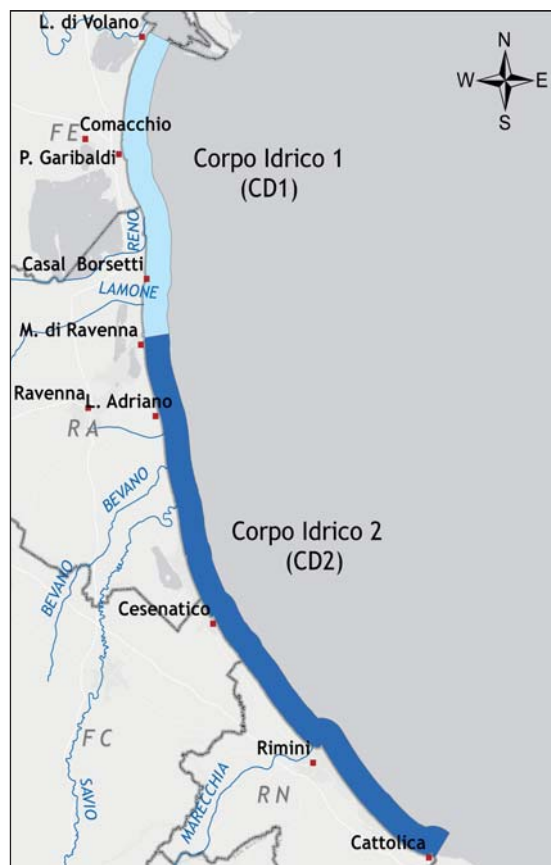 L. di Volano
N
W E
S
Comacchio
FE
P. Garibaldi
Corpo Idrico 1
(CD1)
RENO
Casal Borsetti
LAMONE
M. di Ravenna
Ravenna
L. Adriano
RA
BEVANO
Corpo Idrico 2
(CD2)
BEVANO
Cesenatico
FC
SAVIO
Rimini
MARECCHIA
RN
Cattolica